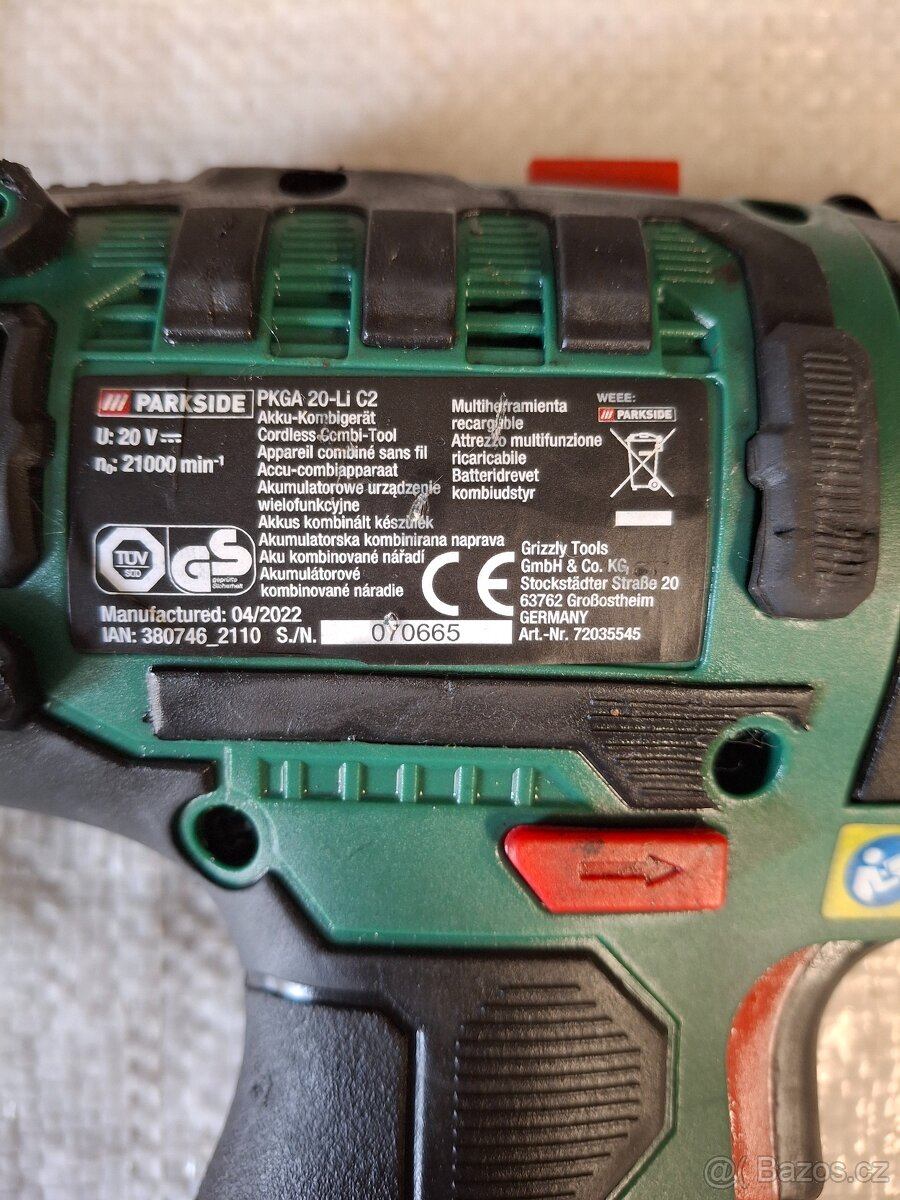 PARKSIDE
PKGA 20-Li C2
U: 20 V
n₀: 21000 min⁻¹
Akku-Kombigerät
Cordless Combi-Tool
Appareil combiné sans fil
Accu-combiapparaat
Akumulatorowe urządzenie
wielofunkcyjne
Akkus kombinált készülék
Akumulatorska kombinirana naprava
Aku kombinované nářadí
Akumulátorové
kombinované náradie
Multiherramienta
recargable
Attrezzo multifunzione
ricaricabile
Batteridrevet
kombiudstyr
WEEE:
PARKSIDE
TÜV
SÜD
GS
geprüfte
Sicherheit
CE
Grizzly Tools
GmbH & Co. KG
Stockstädter Straße 20
63762 Großostheim
GERMANY
Art.-Nr. 72035545
Manufactured: 04/2022
IAN: 380746_2110 S./N. 070665
Bazos.cz